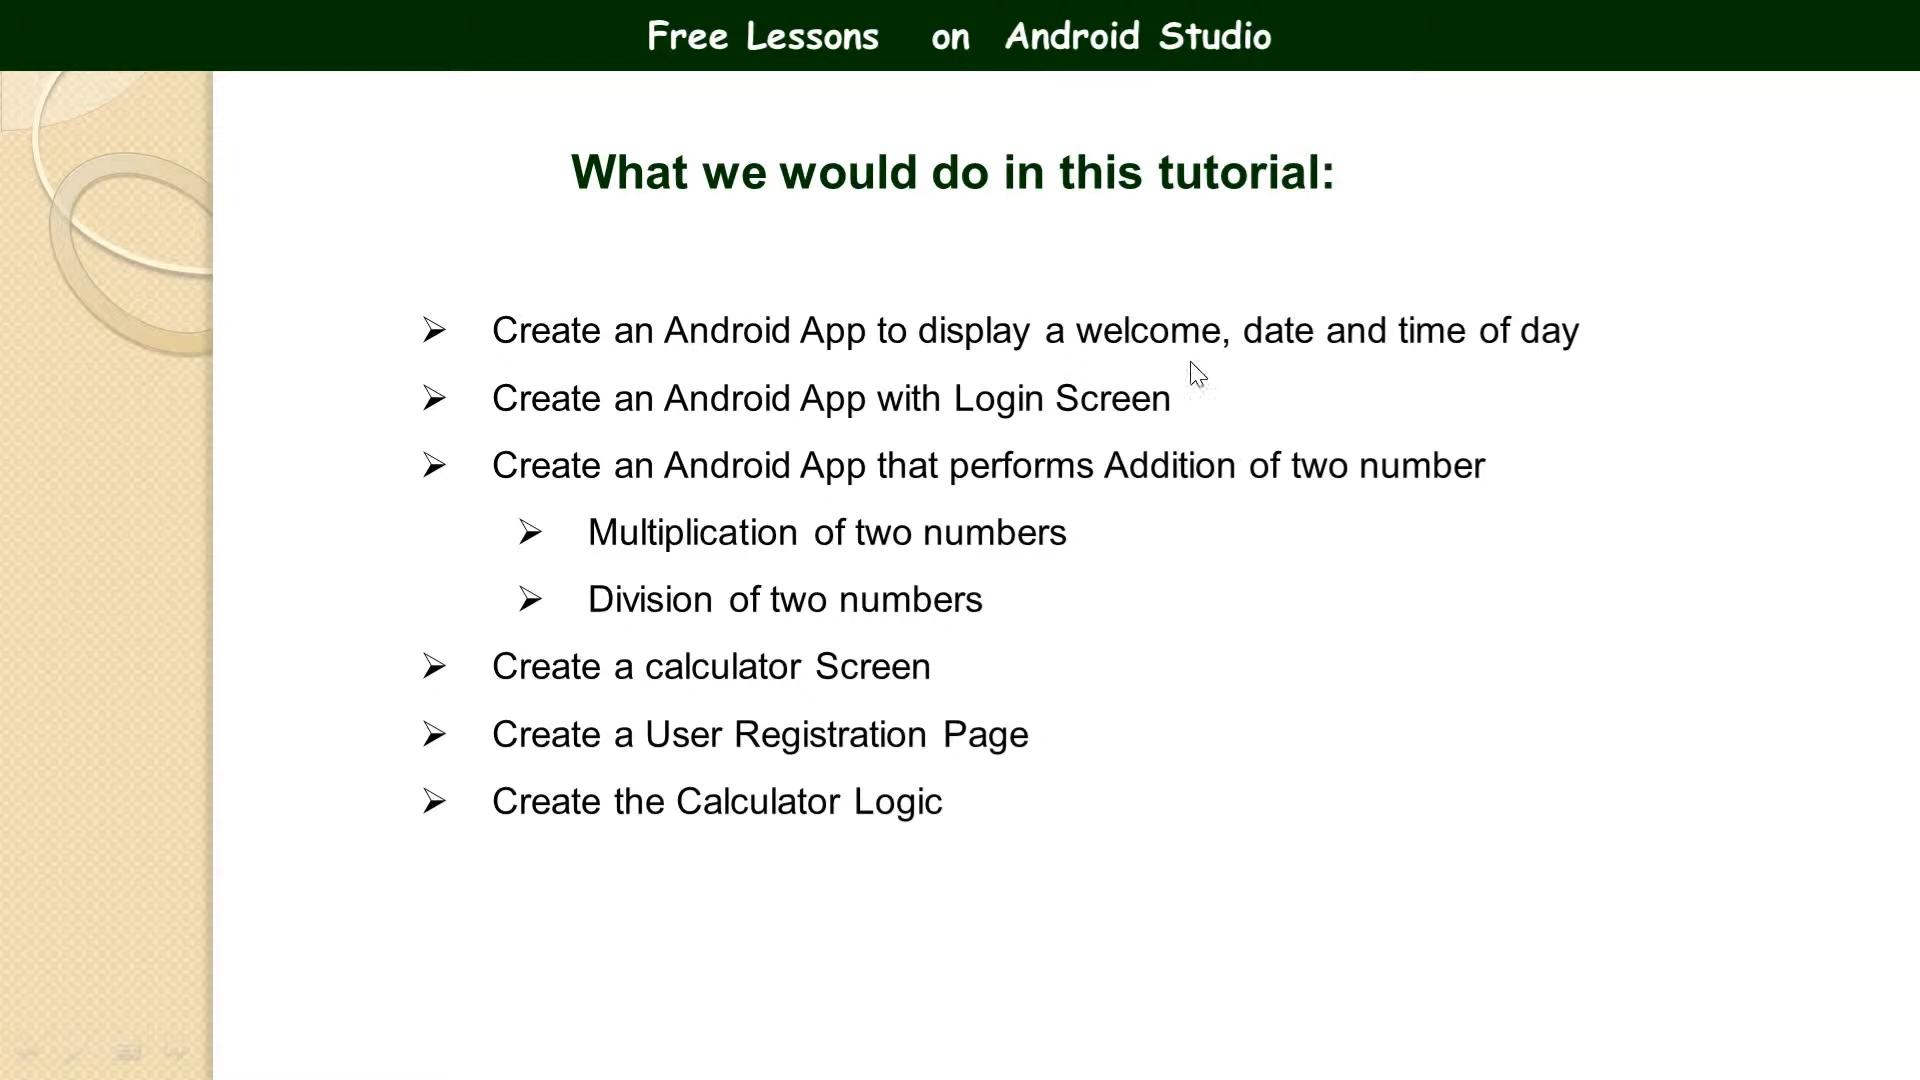 Free Lessons on Android Studio
What we would do in this tutorial:
➢ Create an Android App to display a welcome, date and time of day
➢ Create an Android App with Login Screen
➢ Create an Android App that performs Addition of two number
➢ Multiplication of two numbers
➢ Division of two numbers
➢ Create a calculator Screen
➢ Create a User Registration Page
➢ Create the Calculator Logic